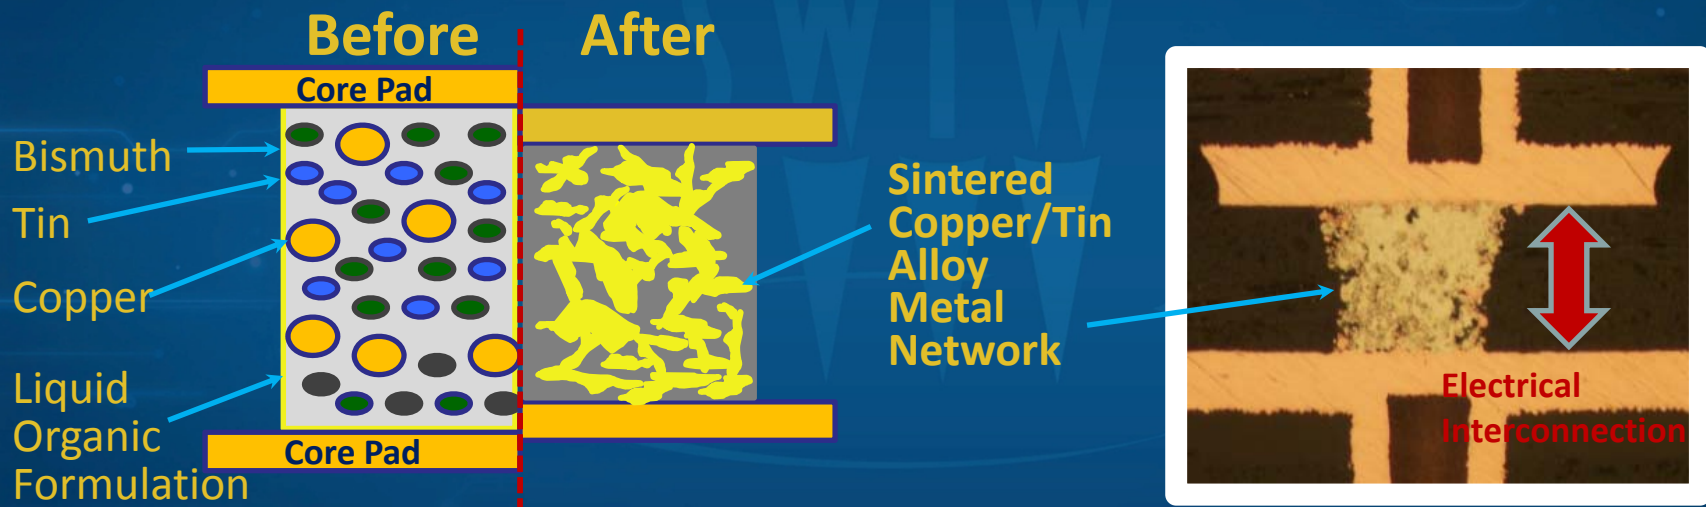 Before
After
Core Pad
Bismuth
Tin
Copper
Liquid
Organic
Formulation
Core Pad
Sintered
Copper/Tin
Alloy
Metal
Network
Electrical
Interconnection
SWTW